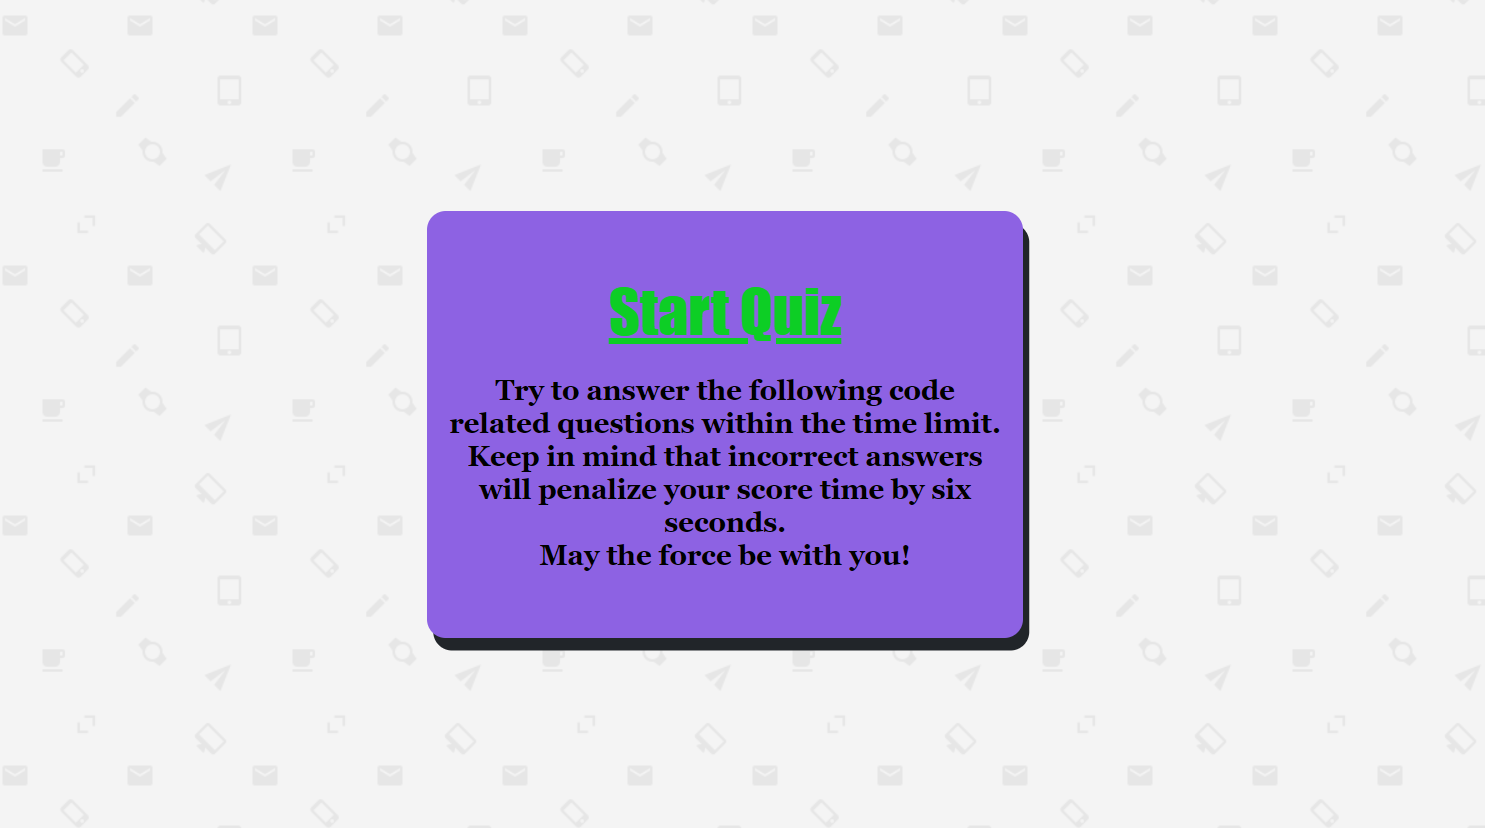 Start Quiz
Try to answer the following code
related questions within the time limit.
Keep in mind that incorrect answers
will penalize your score time by six
seconds.
May the force be with you!